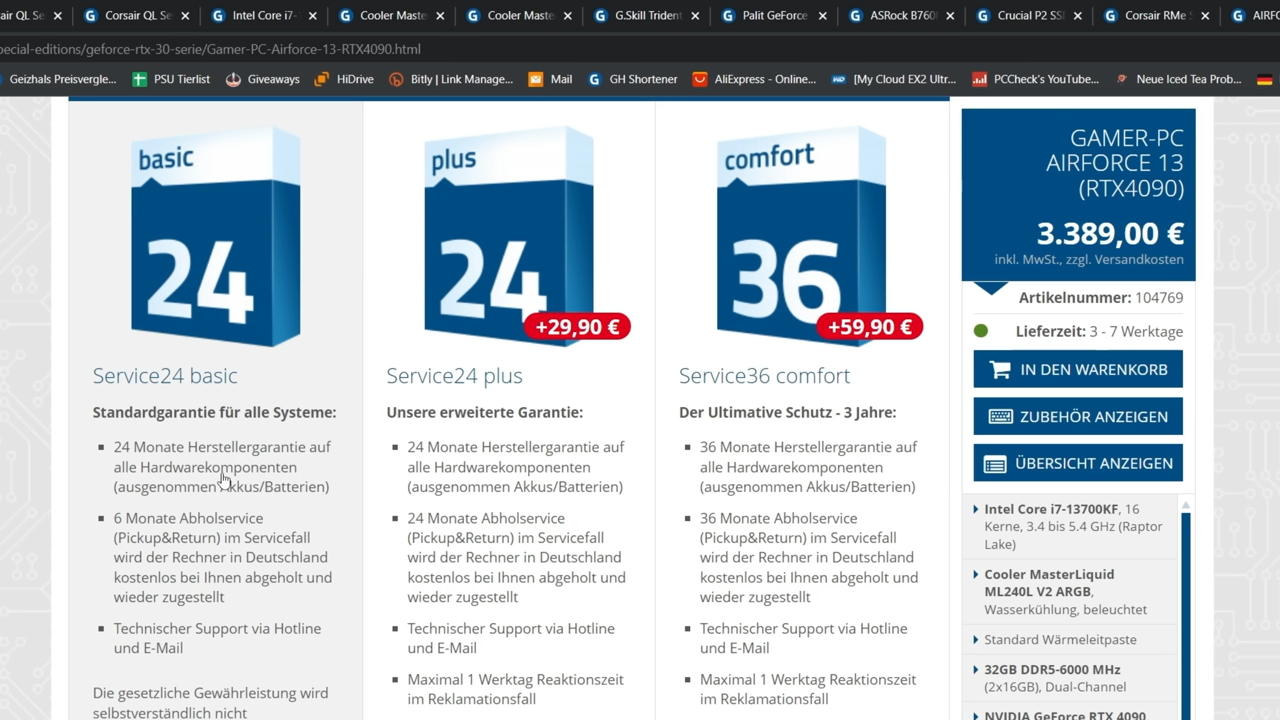 air QL Se
Corsair QL Se
Intel Core i7-
Cooler Maste
Cooler Maste
G.Skill Trident
Palit GeForce
ASRock B760
Crucial P2 SS
Corsair RMe
AIRFO
pecial-editions/geforce-rtx-30-serie/Gamer-PC-Airforce-13-RTX4090.html
Geizhals Preisvergle...
PSU Tierlist
Giveaways
HiDrive
Bitly | Link Manage...
Mail
GH Shortener
AliExpress - Online...
[My Cloud EX2 Ultr...
PCCheck's YouTube...
Neue Iced Tea Prob...
basic
24
Service24 basic
Standardgarantie für alle Systeme:
24 Monate Herstellergarantie auf
alle Hardwarekomponenten
(ausgenommen Akkus/Batterien)
6 Monate Abholservice
(Pickup&Return) im Servicefall
wird der Rechner in Deutschland
kostenlos bei Ihnen abgeholt und
wieder zugestellt
Technischer Support via Hotline
und E-Mail
Die gesetzliche Gewährleistung wird
selbstverständlich nicht
plus
24
+29,90 €
Service24 plus
Unsere erweiterte Garantie:
24 Monate Herstellergarantie auf
alle Hardwarekomponenten
(ausgenommen Akkus/Batterien)
24 Monate Abholservice
(Pickup&Return) im Servicefall
wird der Rechner in Deutschland
kostenlos bei Ihnen abgeholt und
wieder zugestellt
Technischer Support via Hotline
und E-Mail
Maximal 1 Werktag Reaktionszeit
im Reklamationsfall
comfort
36
+59,90 €
Service36 comfort
Der Ultimative Schutz - 3 Jahre:
36 Monate Herstellergarantie auf
alle Hardwarekomponenten
(ausgenommen Akkus/Batterien)
36 Monate Abholservice
(Pickup&Return) im Servicefall
wird der Rechner in Deutschland
kostenlos bei Ihnen abgeholt und
wieder zugestellt
Technischer Support via Hotline
und E-Mail
Maximal 1 Werktag Reaktionszeit
im Reklamationsfall
GAMER-PC
AIRFORCE 13
(RTX4090)
3.389,00 €
inkl. MwSt., zzgl. Versandkosten
Artikelnummer: 104769
Lieferzeit: 3 - 7 Werktage
IN DEN WARENKORB
ZUBEHÖR ANZEIGEN
ÜBERSICHT ANZEIGEN
Intel Core i7-13700KF, 16
Kerne, 3.4 bis 5.4 GHz (Raptor
Lake)
Cooler MasterLiquid
ML240L V2 ARGB,
Wasserkühlung, beleuchtet
Standard Wärmeleitpaste
32GB DDR5-6000 MHz
(2x16GB), Dual-Channel
NVIDIA GeForce RTX 4090